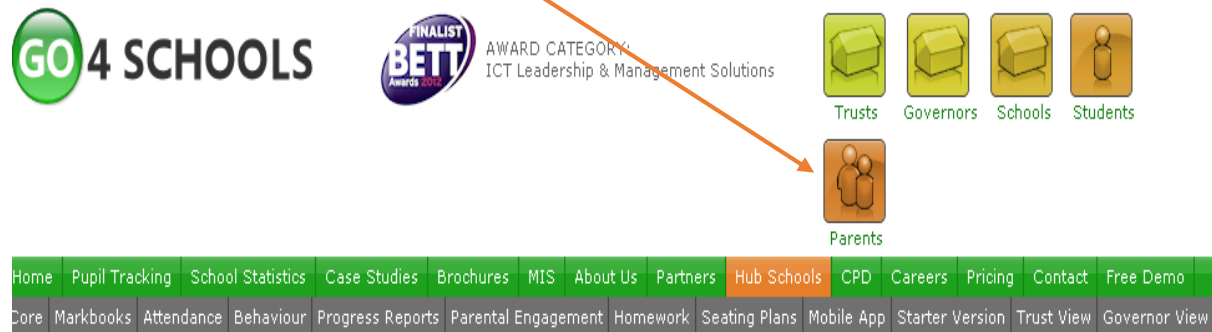 GO 4 SCHOOLS
FINALIST
BETT
Awards 2012
AWARD CATEGORY:
ICT Leadership & Management Solutions
Trusts Governors Schools Students
Parents
Home Pupil Tracking School Statistics Case Studies Brochures MIS About Us Partners Hub Schools CPD Careers Pricing Contact Free Demo
Core Markbooks Attendance Behaviour Progress Reports Parental Engagement Homework Seating Plans Mobile App Starter Version Trust View Governor View